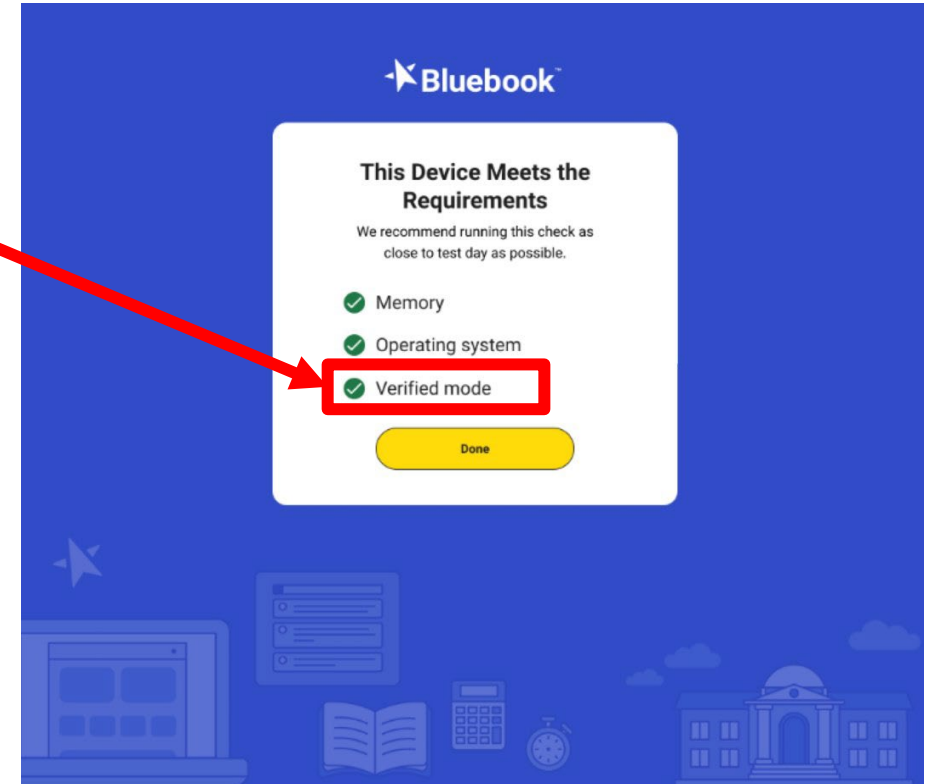 Bluebook™
This Device Meets the
Requirements
We recommend running this check as
close to test day as possible.
Memory
Operating system
Verified mode
Done